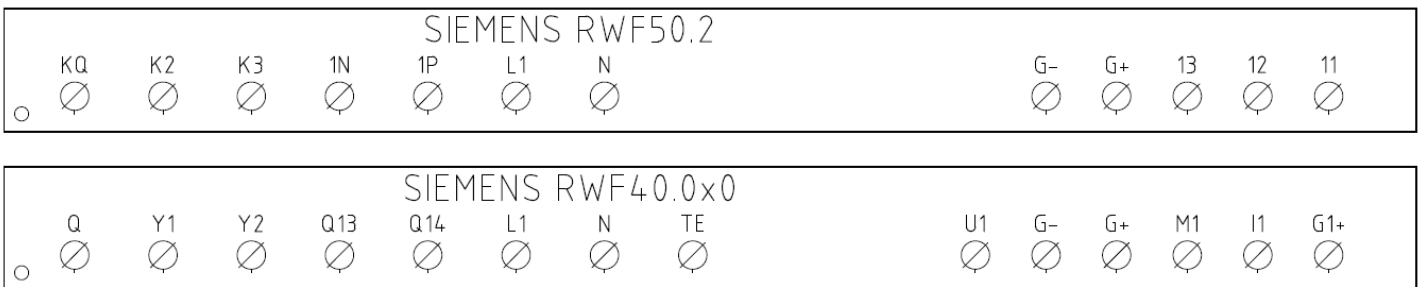 SIEMENS RWF50.2
KQ K2 K3 1N 1P L1 N G- G+ 13 12 11
SIEMENS RWF40.0x0
Q Y1 Y2 Q13 Q14 L1 N TE U1 G- G+ M1 I1 G1+